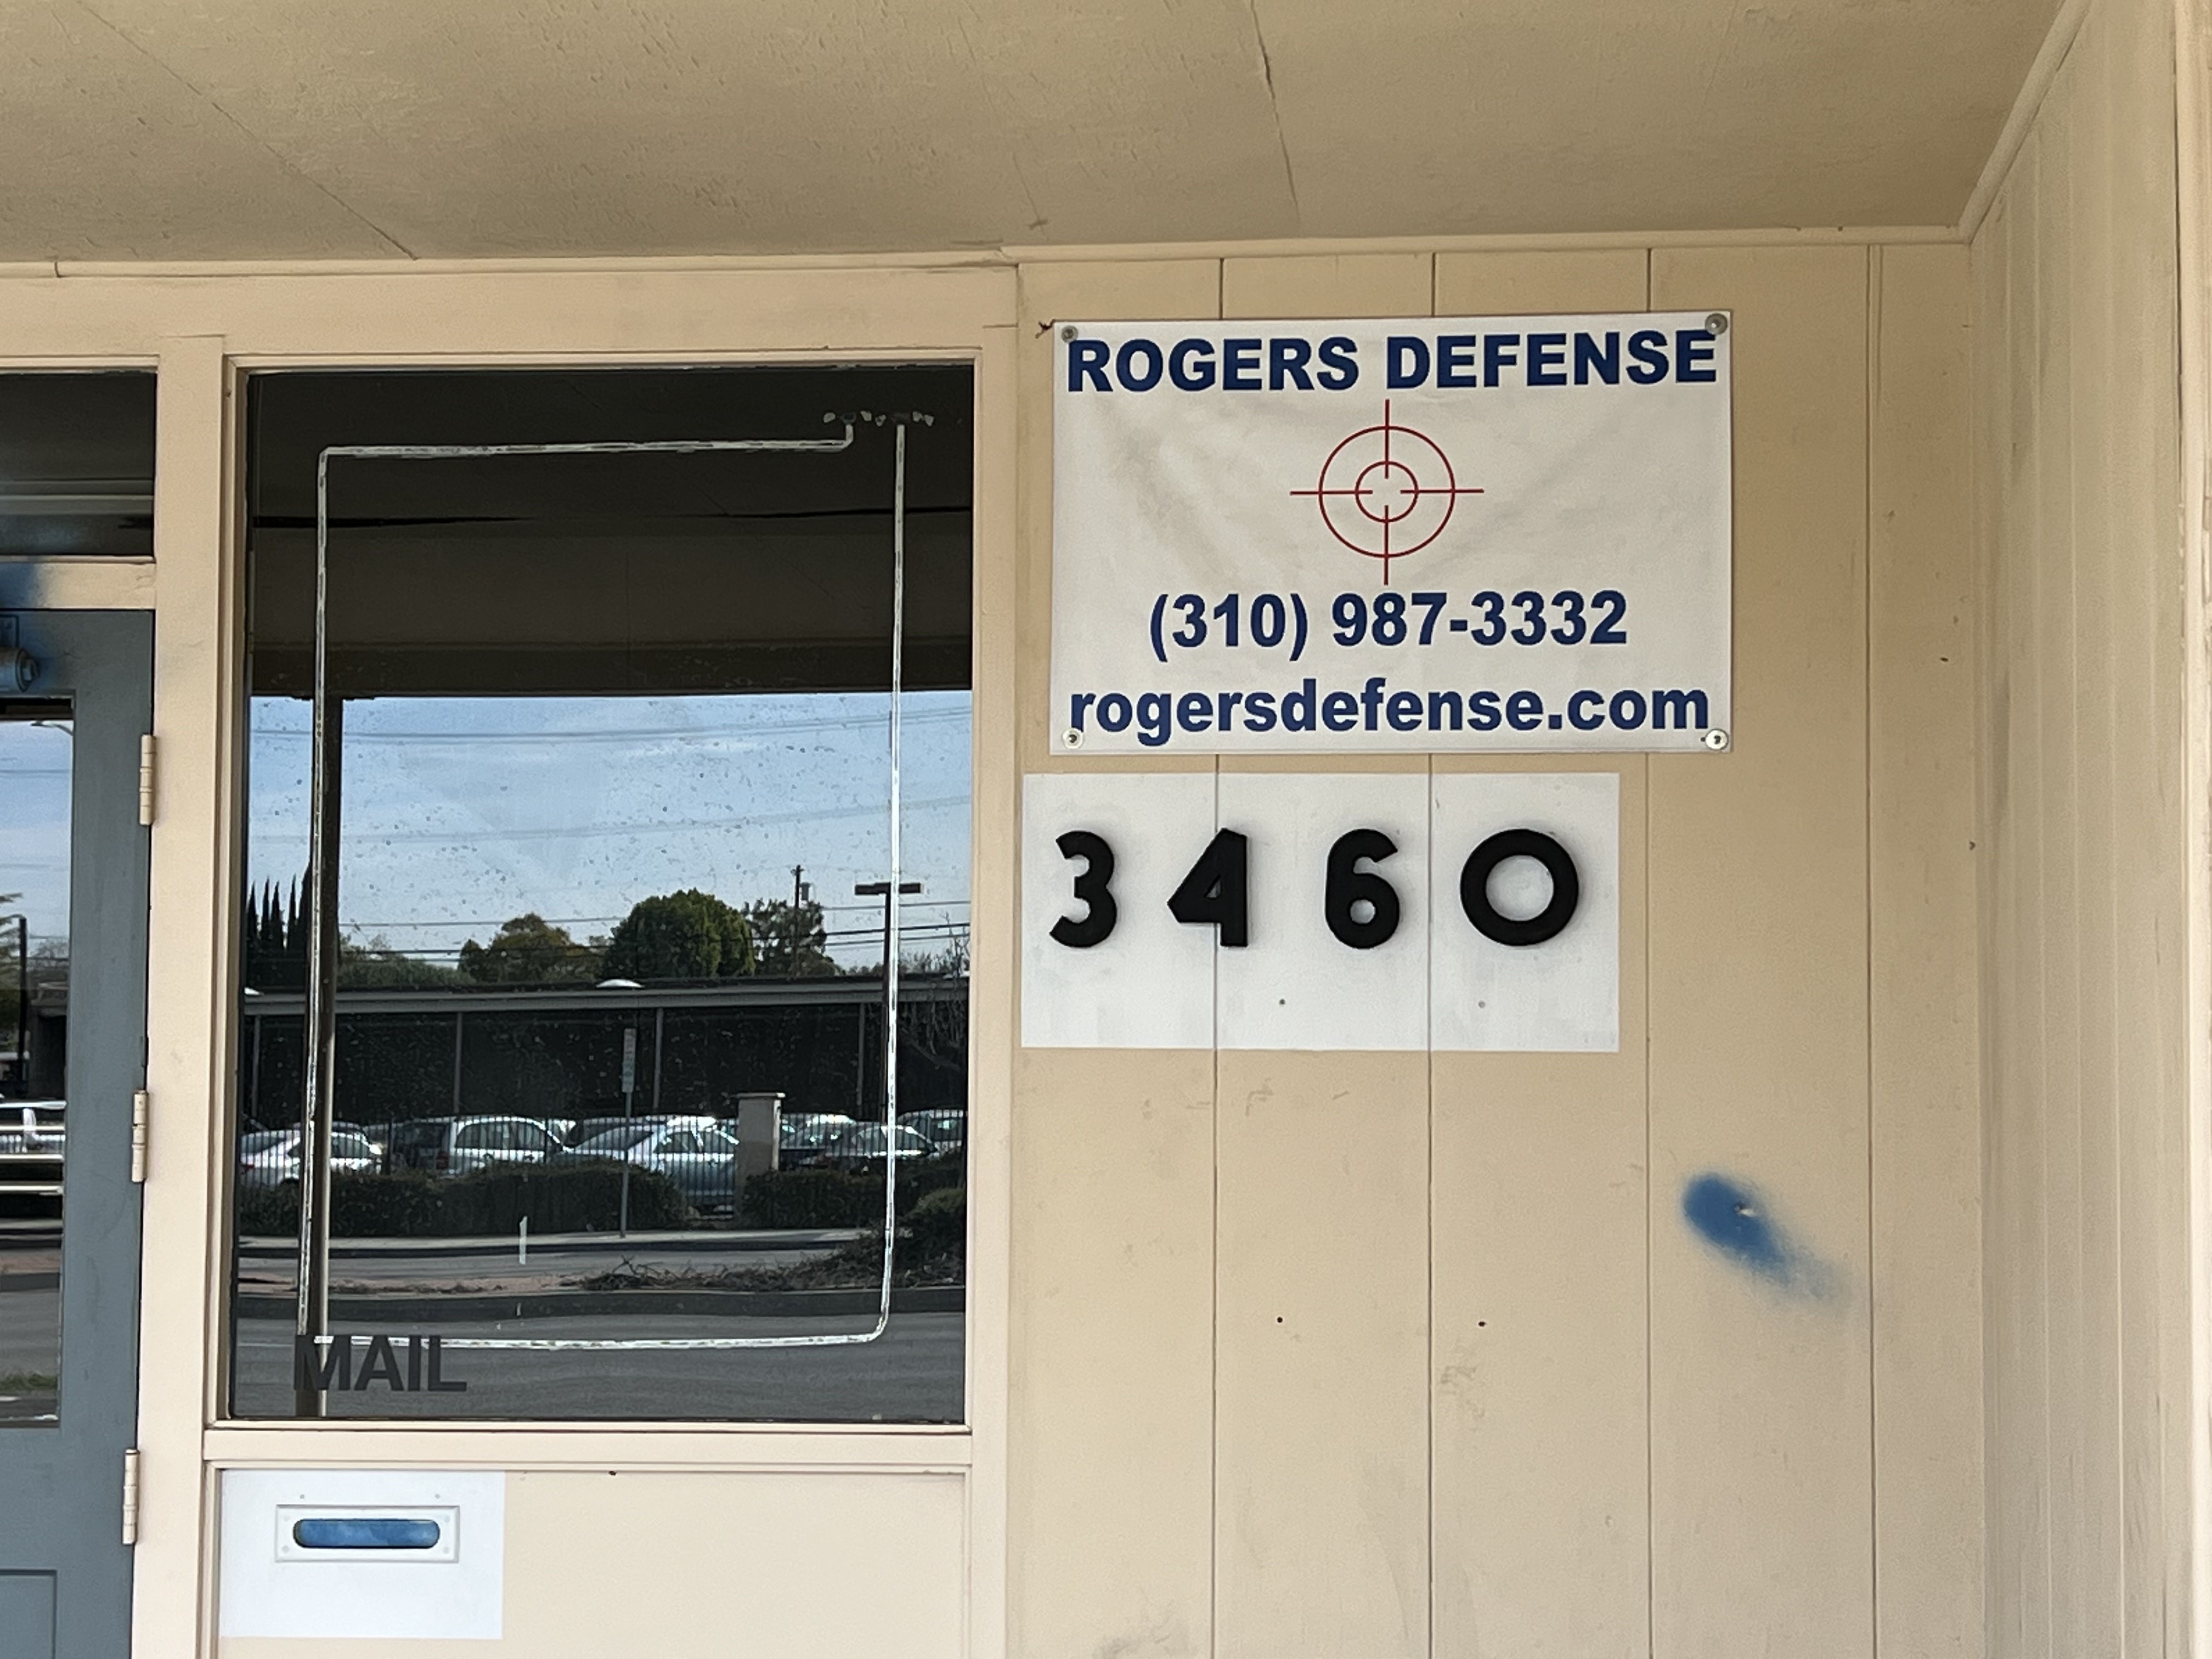 ROGERS DEFENSE
(310) 987-3332
rogersdefense.com
3460
MAIL